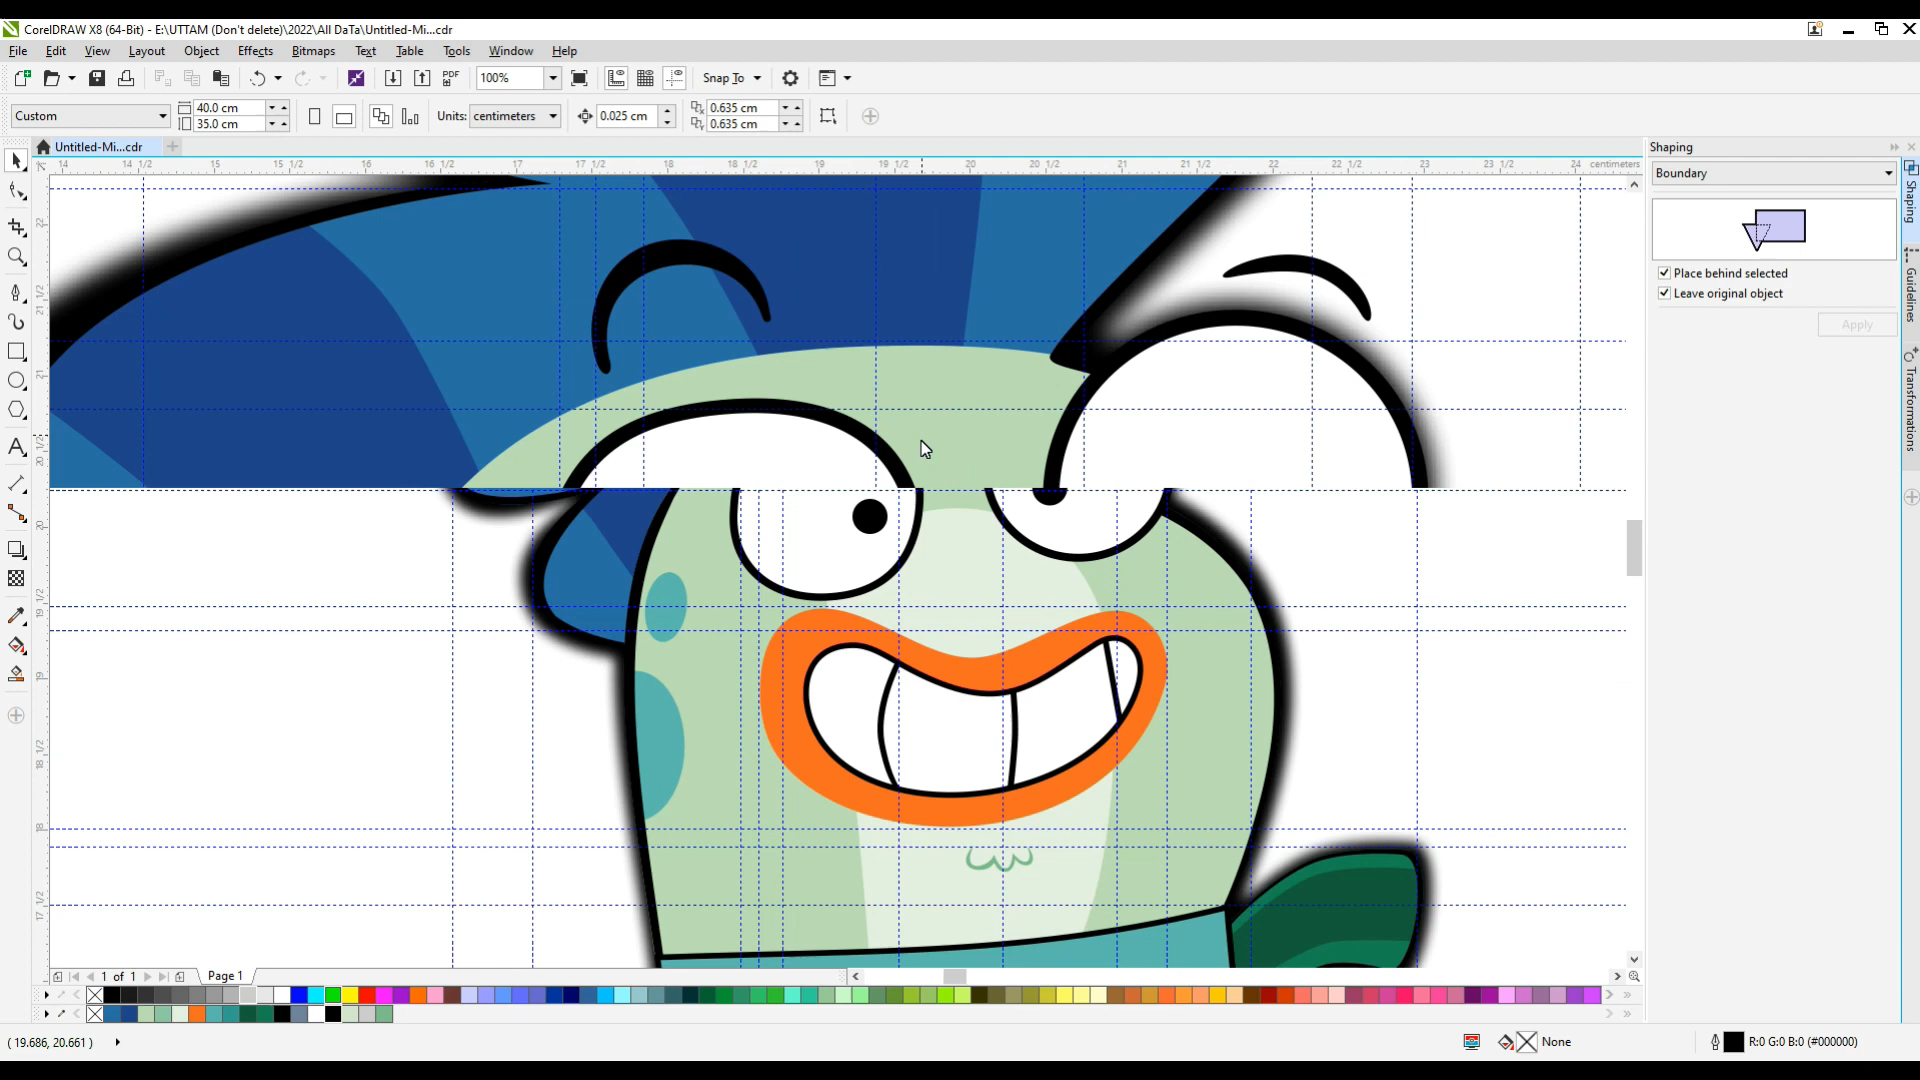 CorelDRAW X8 (64-Bit) - E:\UTTAM (Don't delete)\2022\All DaTa\Untitled-Mi...cdr
File Edit View Layout Object Effects Bitmaps Text Table Tools Window Help
PDF 100% Snap To
Custom 40.0 cm 35.0 cm Units: centimeters 0.025 cm 0.635 cm 0.635 cm
Untitled-Mi...cdr
14 14 1/2 15 15 1/2 16 16 1/2 17 17 1/2 18 18 1/2 19 19 1/2 20 20 1/2 21 21 1/2 22 22 1/2 23 23 1/2 24 centimeters
Shaping
Boundary
Place behind selected
Leave original object
Apply
Shaping
Guidelines
Transformations
1 of 1 Page 1
( 19.686, 20.661 ) None R:0 G:0 B:0 (#000000)